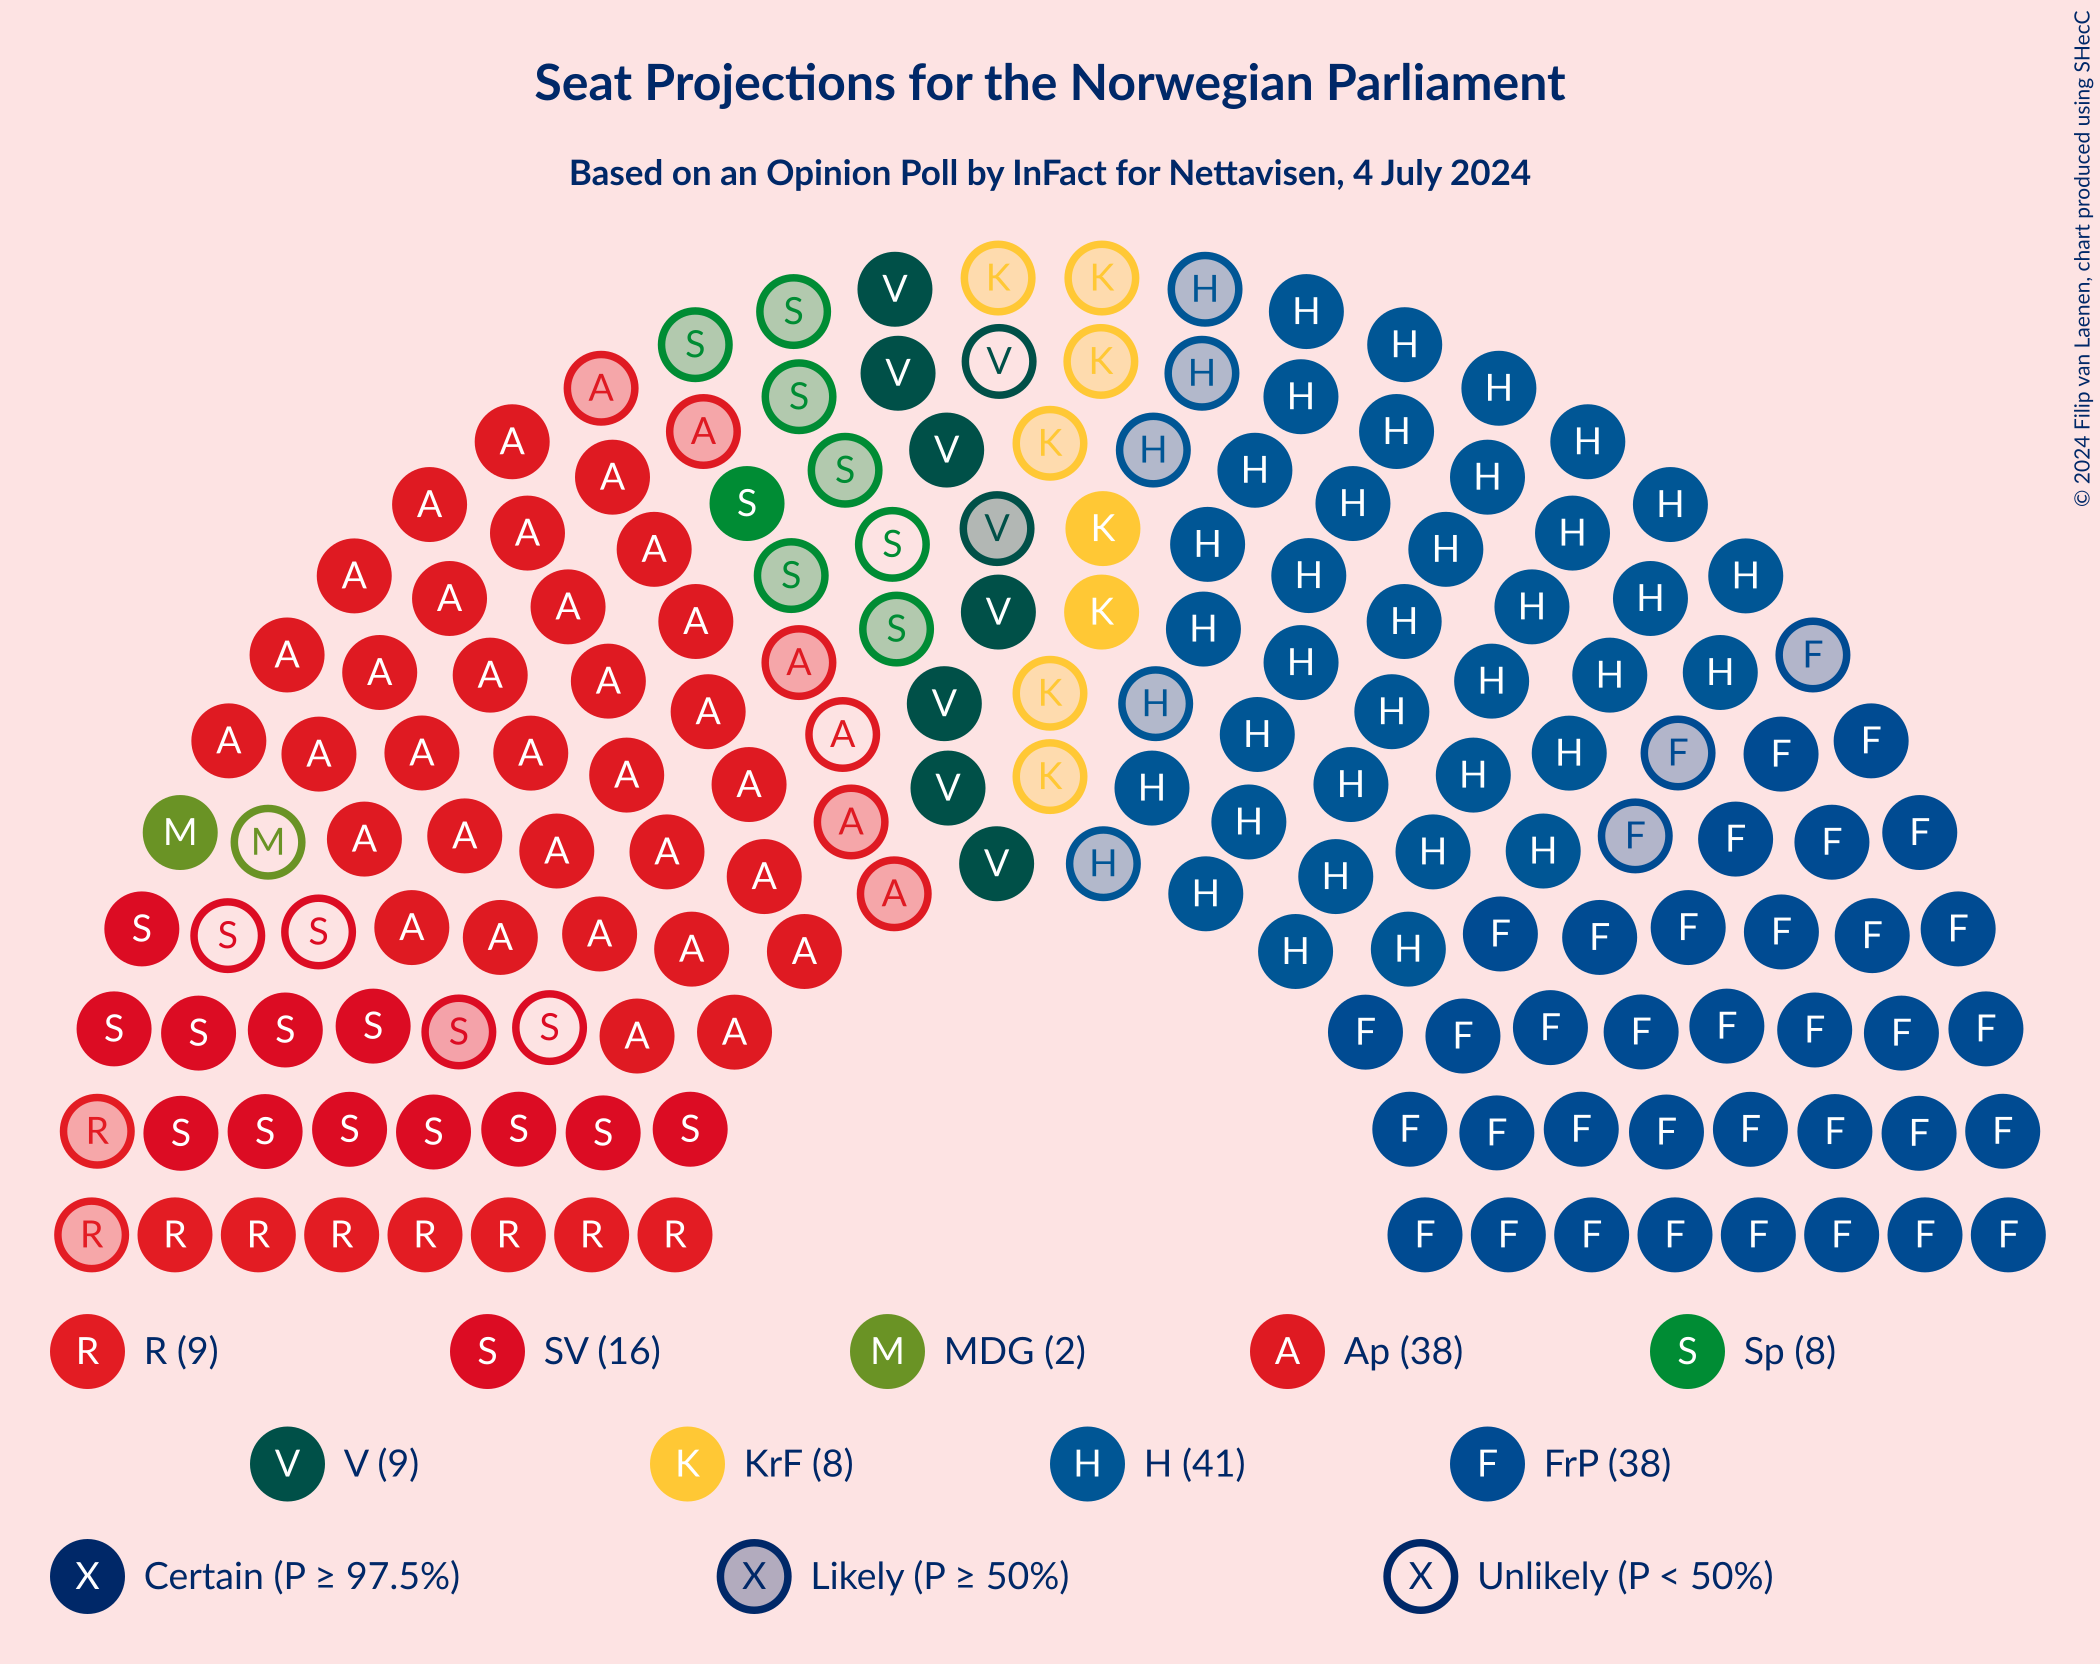 © 2024 Filip van Laenen, chart produced using SHecC
Seat Projections for the Norwegian Parliament
Based on an Opinion Poll by InFact for Nettavisen, 4 July 2024
V K K H
S H
S V V K H H
A S H H
A A V K H H H
A S H H
A S H H
A A S V K H H H
A S H H
A A A S V K H H H H
A A A A A H H H H F
A V K H H
A A A A A A A V K H H H H H F F F
M M A A A A A A V H H H H H F F F F
S S S A A A A A A H H H F F F F F F
S S S S S S A A F F F F F F F F
R S S S S S S S F F F F F F F F
R R R R R R R R F F F F F F F F
R R (9) S SV (16) M MDG (2) A Ap (38) S Sp (8)
V V (9) K KrF (8) H H (41) F FrP (38)
X Certain (P ≥ 97.5%) X Likely (P ≥ 50%) X Unlikely (P < 50%)